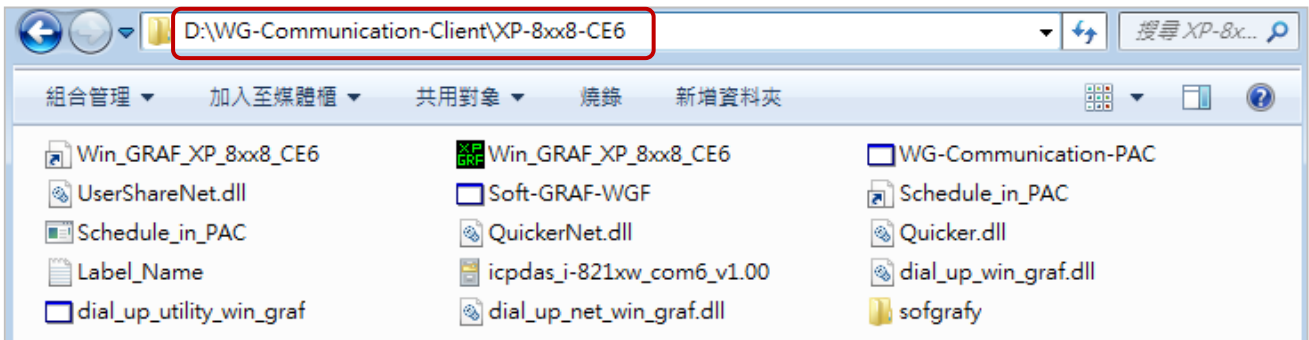 D:\WG-Communication-Client\XP-8xx8-CE6 搜尋 XP-8x...
組合管理 加入至媒體櫃 共用對象 燒錄 新增資料夾
Win_GRAF_XP_8xx8_CE6 XP GRF Win_GRAF_XP_8xx8_CE6 WG-Communication-PAC
UserShareNet.dll Soft-GRAF-WGF Schedule_in_PAC
Schedule_in_PAC QuickerNet.dll Quicker.dll
Label_Name icpdas_i-821xw_com6_v1.00 dial_up_win_graf.dll
dial_up_utility_win_graf dial_up_net_win_graf.dll sofgrafy